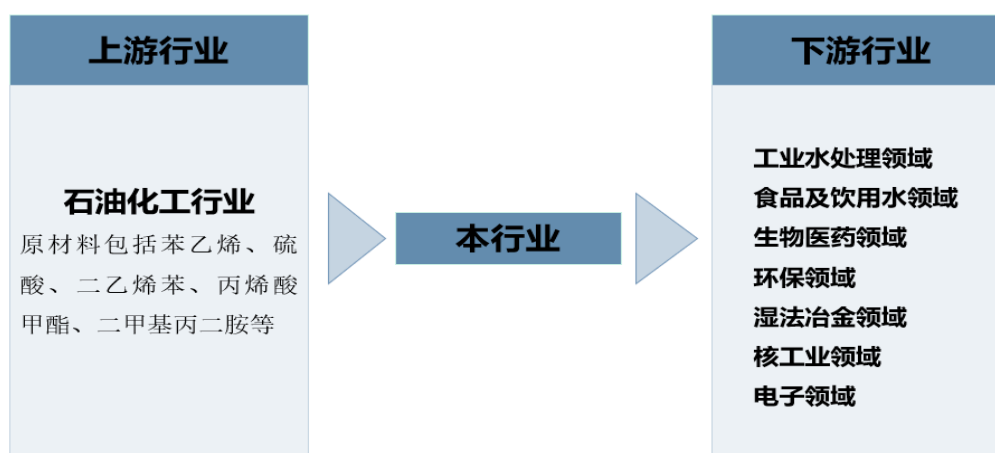 上游行业
石油化工行业
原材料包括苯乙烯、硫
酸、二乙烯苯、丙烯酸
甲酯、二甲基丙二胺等
本行业
下游行业
工业水处理领域
食品及饮用水领域
生物医药领域
环保领域
湿法冶金领域
核工业领域
电子领域